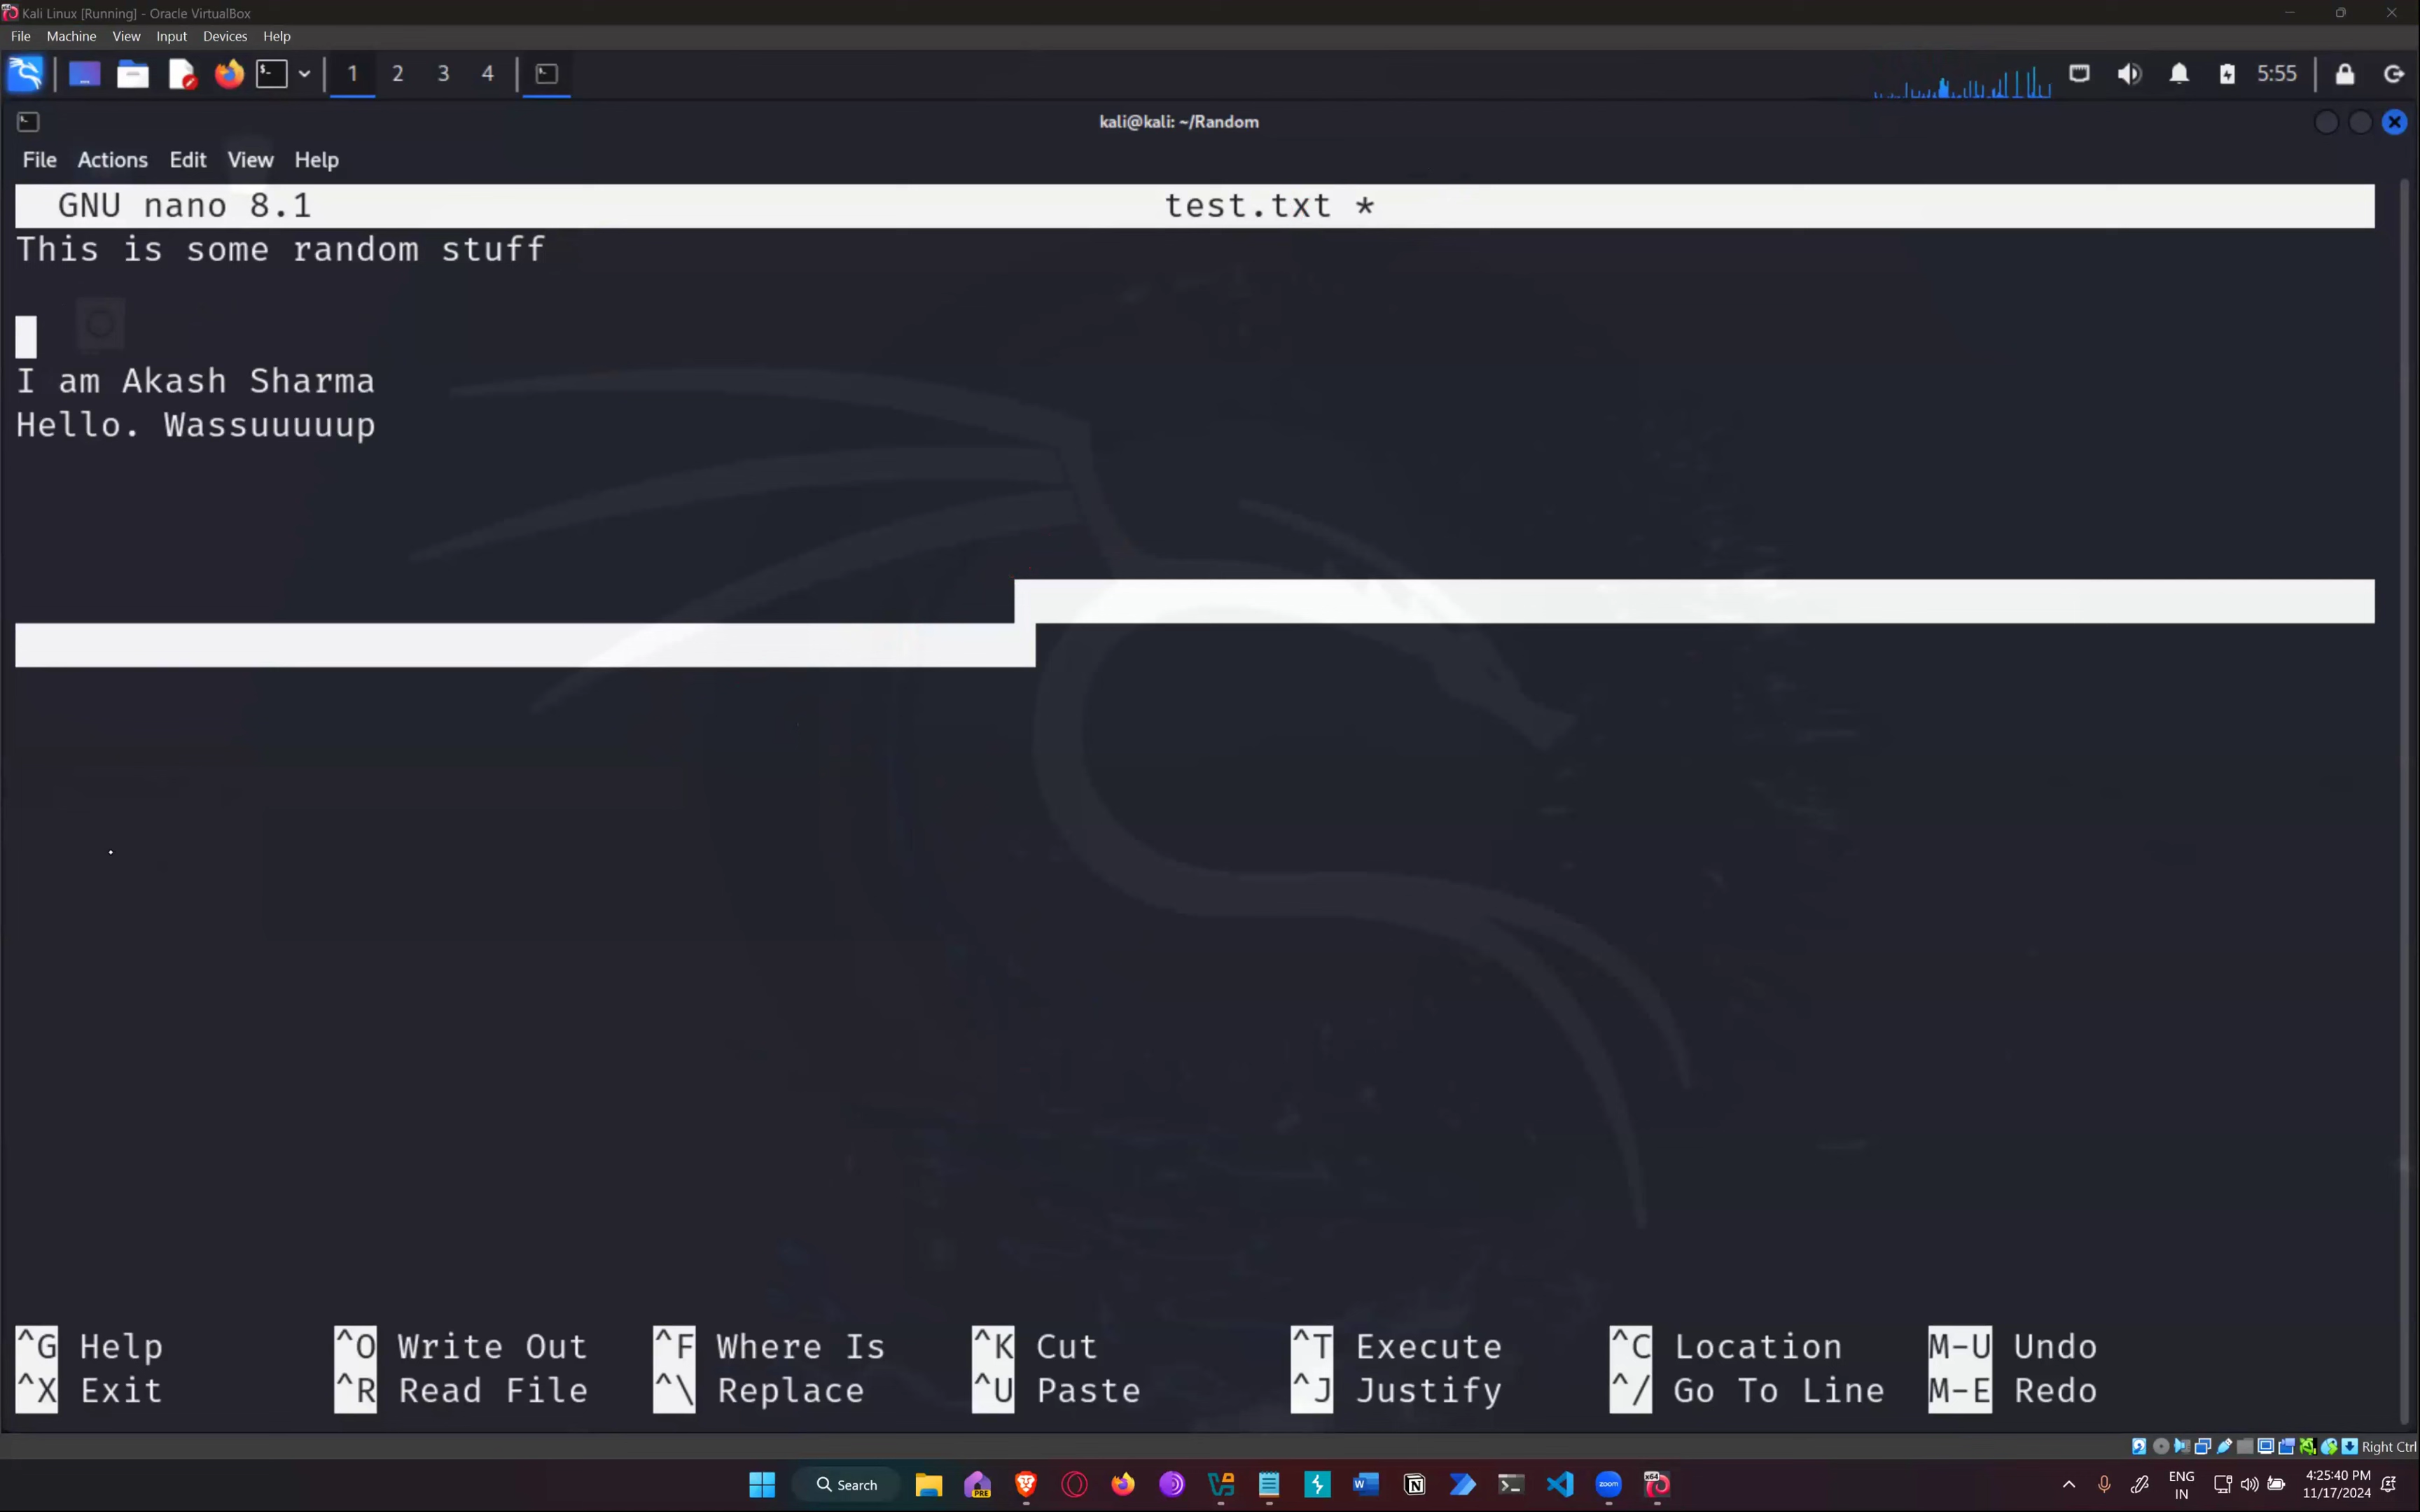 Kali Linux [Running] - Oracle VirtualBox
File Machine View Input Devices Help
1 2 3 4 5:55
kali@kali: ~/Random
File Actions Edit View Help
GNU nano 8.1 test.txt *
This is some random stuff
I am Akash Sharma
Hello. Wassuuuuup
^G Help ^O Write Out ^F Where Is ^K Cut ^T Execute ^C Location M-U Undo
^X Exit ^R Read File ^\ Replace ^U Paste ^J Justify ^/ Go To Line M-E Redo
Right Ctrl
Search PRE zoom ENG 4:25:40 PM
IN 11/17/2024